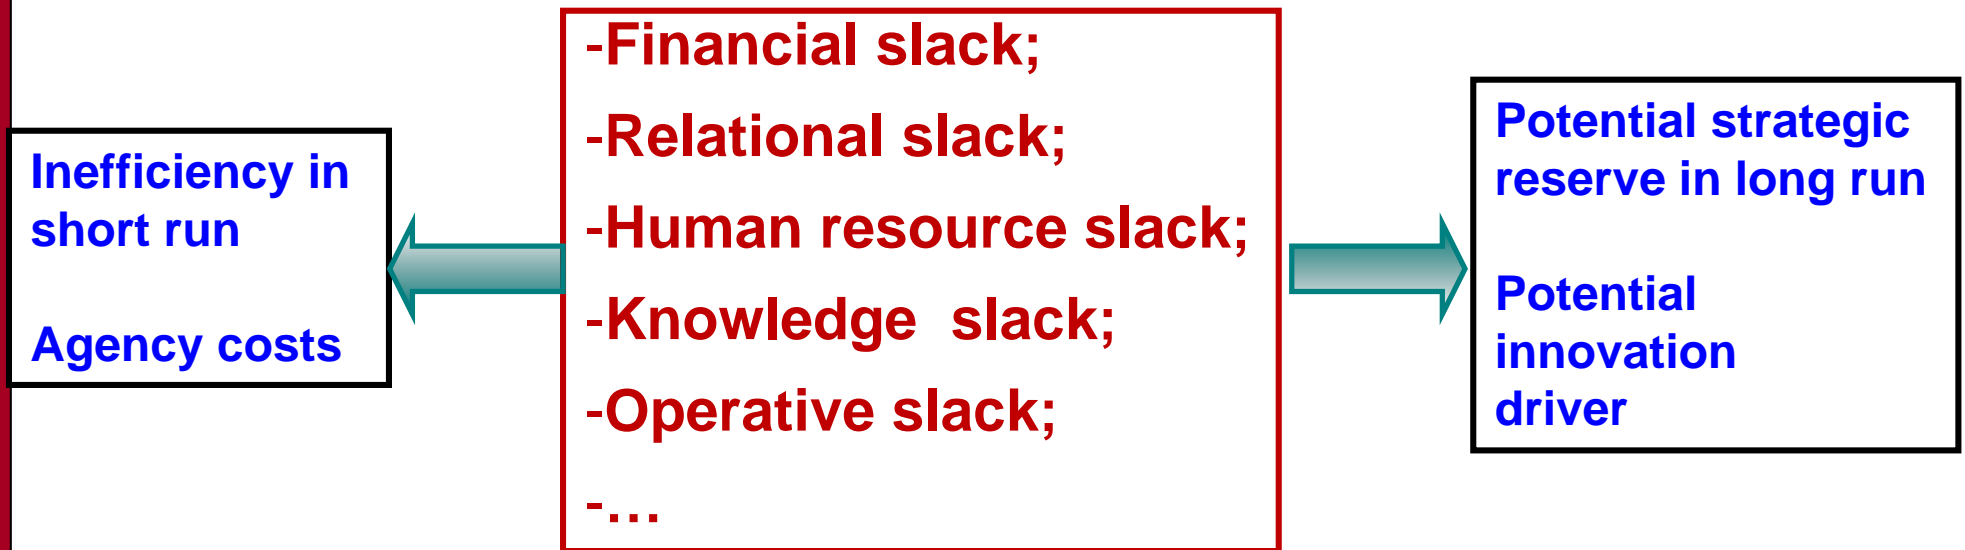 Inefficiency in
short run
Agency costs
-Financial slack;
-Relational slack;
-Human resource slack;
-Knowledge  slack;
-Operative slack;
-…
Potential strategic
reserve in long run
Potential
innovation
driver